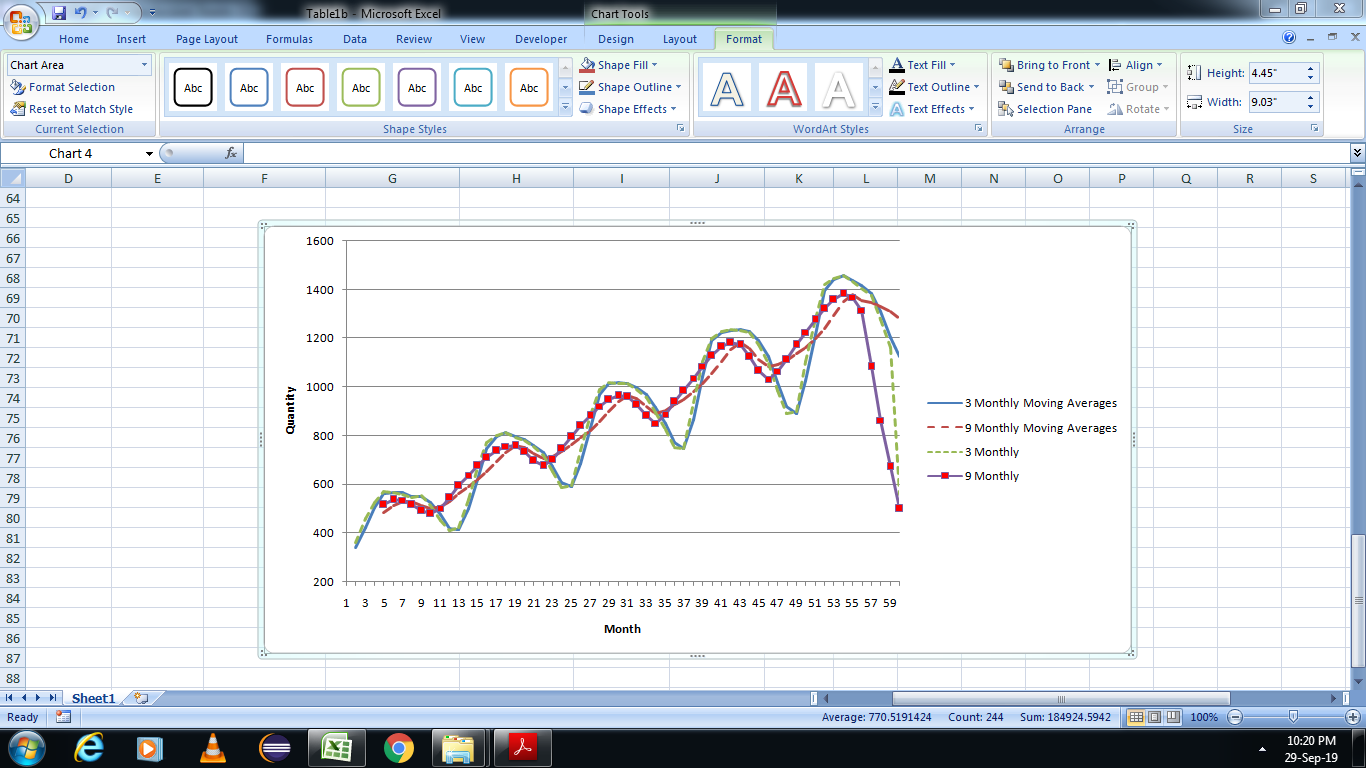 Table1b - Microsoft Excel
Chart Tools
Home Insert Page Layout Formulas Data Review View Developer Design Layout Format
Chart Area
Format Selection
Reset to Match Style
Current Selection
Abc Abc Abc Abc Abc Abc Abc
Shape Fill
Shape Outline
Shape Effects
Shape Styles
A A A
Text Fill
Text Outline
Text Effects
WordArt Styles
Bring to Front
Send to Back
Selection Pane
Align
Group
Rotate
Arrange
Height: 4.45"
Width: 9.03"
Size
Chart 4
fx
D E F G H I J K L M N O P Q R S
64
65
66
67
68
69
70
71
72
73
74
75
76
77
78
79
80
81
82
83
84
85
86
87
88
1600
1400
1200
1000
800
600
400
200
Quantity
1 3 5 7 9 11 13 15 17 19 21 23 25 27 29 31 33 35 37 39 41 43 45 47 49 51 53 55 57 59
Month
3 Monthly Moving Averages
9 Monthly Moving Averages
3 Monthly
9 Monthly
Sheet1
Ready
Average: 770.5191424 Count: 244 Sum: 184924.5942
100%
10:20 PM
29-Sep-19